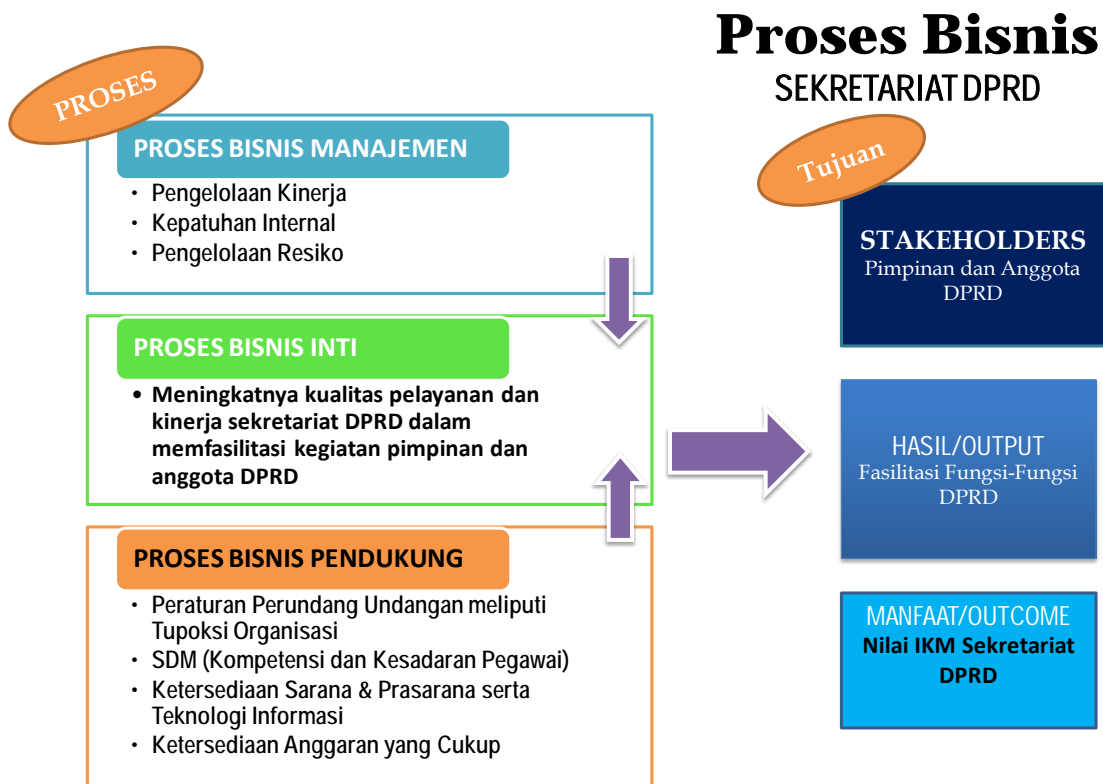 Proses Bisnis
SEKRETARIAT DPRD
PROSES
PROSES BISNIS MANAJEMEN
• Pengelolaan Kinerja
• Kepatuhan Internal
• Pengelolaan Resiko
PROSES BISNIS INTI
• Meningkatnya kualitas pelayanan dan
kinerja sekretariat DPRD dalam
memfasilitasi kegiatan pimpinan dan
anggota DPRD
PROSES BISNIS PENDUKUNG
• Peraturan Perundang Undangan meliputi
Tupoksi Organisasi
• SDM (Kompetensi dan Kesadaran Pegawai)
• Ketersediaan Sarana & Prasarana serta
Teknologi Informasi
• Ketersediaan Anggaran yang Cukup
Tujuan
STAKEHOLDERS
Pimpinan dan Anggota
DPRD
HASIL/OUTPUT
Fasilitasi Fungsi-Fungsi
DPRD
MANFAAT/OUTCOME
Nilai IKM Sekretariat
DPRD